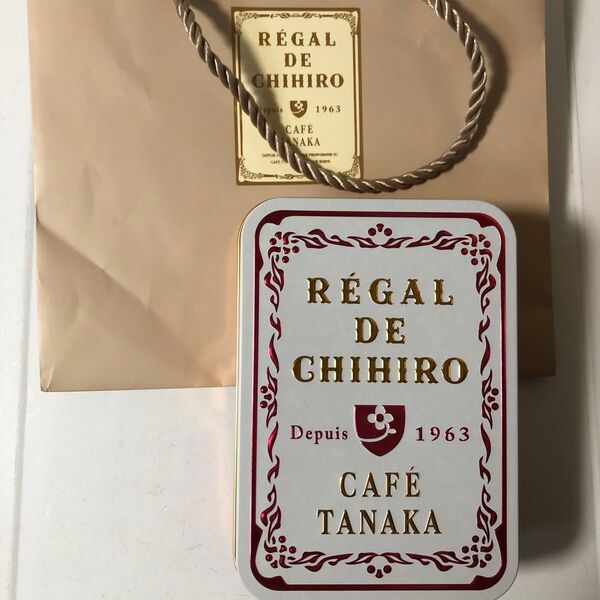 RÉGAL
DE
CHIHIRO
Depuis 1963
CAFÉ
TANAKA
RÉGAL
DE
CHIHIRO
Depuis 1963
CAFÉ
TANAKA